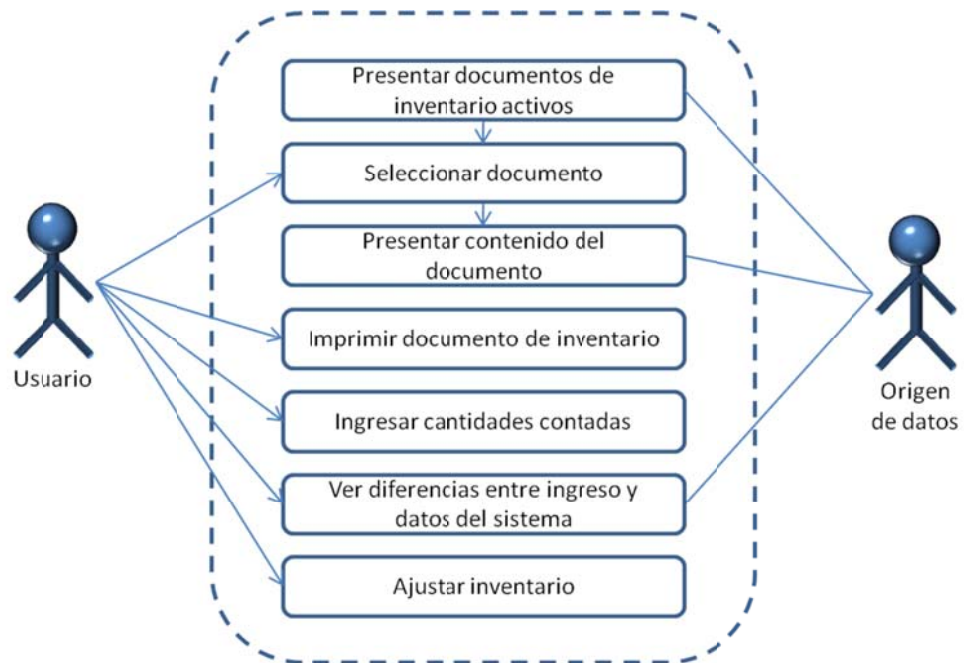 Presentar documentos de
inventario activos
Seleccionar documento
Presentar contenido del
documento
Imprimir documento de inventario
Usuario
Ingresar cantidades contadas
Origen
de datos
Ver diferencias entre ingreso y
datos del sistema
Ajustar inventario